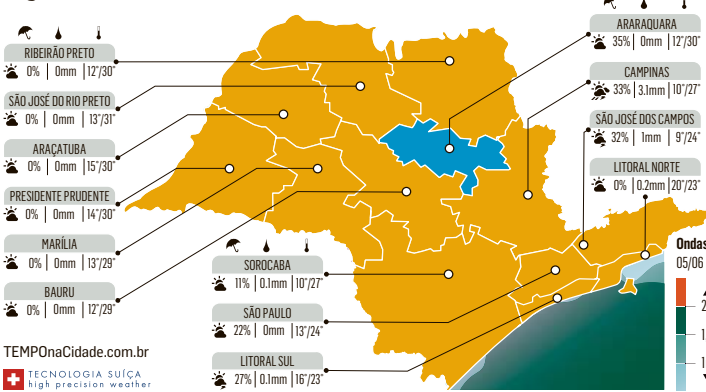 RIBEIRÃO PRETO
0% | 0mm | 12°/30°
SÃO JOSÉ DO RIO PRETO
0% | 0mm | 13°/31°
ARAÇATUBA
0% | 0mm | 15°/30°
PRESIDENTE PRUDENTE
0% | 0mm | 14°/30°
MARÍLIA
0% | 0mm | 13°/29°
BAURU
0% | 0mm | 12°/29°
SOROCABA
11% | 0.1mm | 10°/27°
SÃO PAULO
22% | 0mm | 13°/24°
LITORAL SUL
27% | 0.1mm | 16°/23°
ARARAQUARA
35% | 0mm | 12°/30°
CAMPINAS
33% | 3.1mm | 10°/27°
SÃO JOSÉ DOS CAMPOS
32% | 1mm | 9°/24°
LITORAL NORTE
0% | 0.2mm | 20°/23°
Ondas
05/06
TEMPOnaCidade.com.br
TECNOLOGIA SUÍÇA
high precision weather